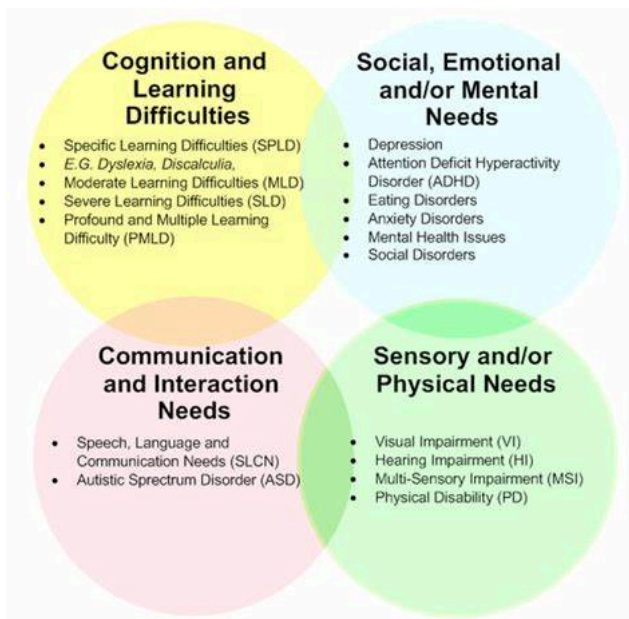 Cognition and
Learning
Difficulties
• Specific Learning Difficulties (SPLD)
• E.G. Dyslexia, Discalculia,
• Moderate Learning Difficulties (MLD)
• Severe Learning Difficulties (SLD)
• Profound and Multiple Learning
Difficulty (PMLD)
Social, Emotional
and/or Mental
Needs
• Depression
• Attention Deficit Hyperactivity
Disorder (ADHD)
• Eating Disorders
• Anxiety Disorders
• Mental Health Issues
• Social Disorders
Communication
and Interaction
Needs
• Speech, Language and
Communication Needs (SLCN)
• Autistic Sprectrum Disorder (ASD)
Sensory and/or
Physical Needs
• Visual Impairment (VI)
• Hearing Impairment (HI)
• Multi-Sensory Impairment (MSI)
• Physical Disability (PD)